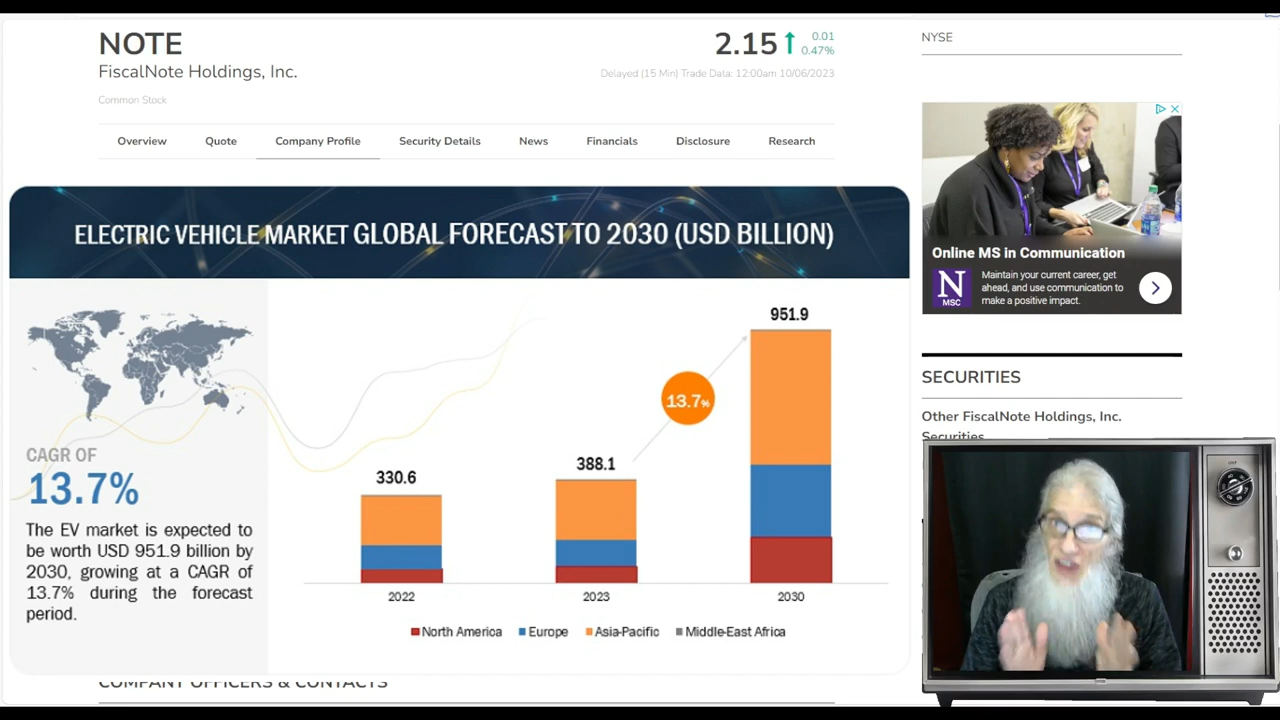 NOTE
2.15 0.01
0.47%
FiscalNote Holdings, Inc.
Delayed (15 Min) Trade Data: 12:00am 10/06/2023
Common Stock
Overview Quote Company Profile Security Details News Financials Disclosure Research
ELECTRIC VEHICLE MARKET GLOBAL FORECAST TO 2030 (USD BILLION)
CAGR OF
13.7%
The EV market is expected to
be worth USD 951.9 billion by
2030, growing at a CAGR of
13.7% during the forecast
period.
330.6
388.1
951.9
13.7%
2022 2023 2030
North America Europe Asia-Pacific Middle-East Africa
COMPANY OFFICERS & CONTACTS
NYSE
Online MS in Communication
N
MSC
Maintain your current career, get
ahead, and use communication to
make a positive impact.
SECURITIES
Other FiscalNote Holdings, Inc.
Securities